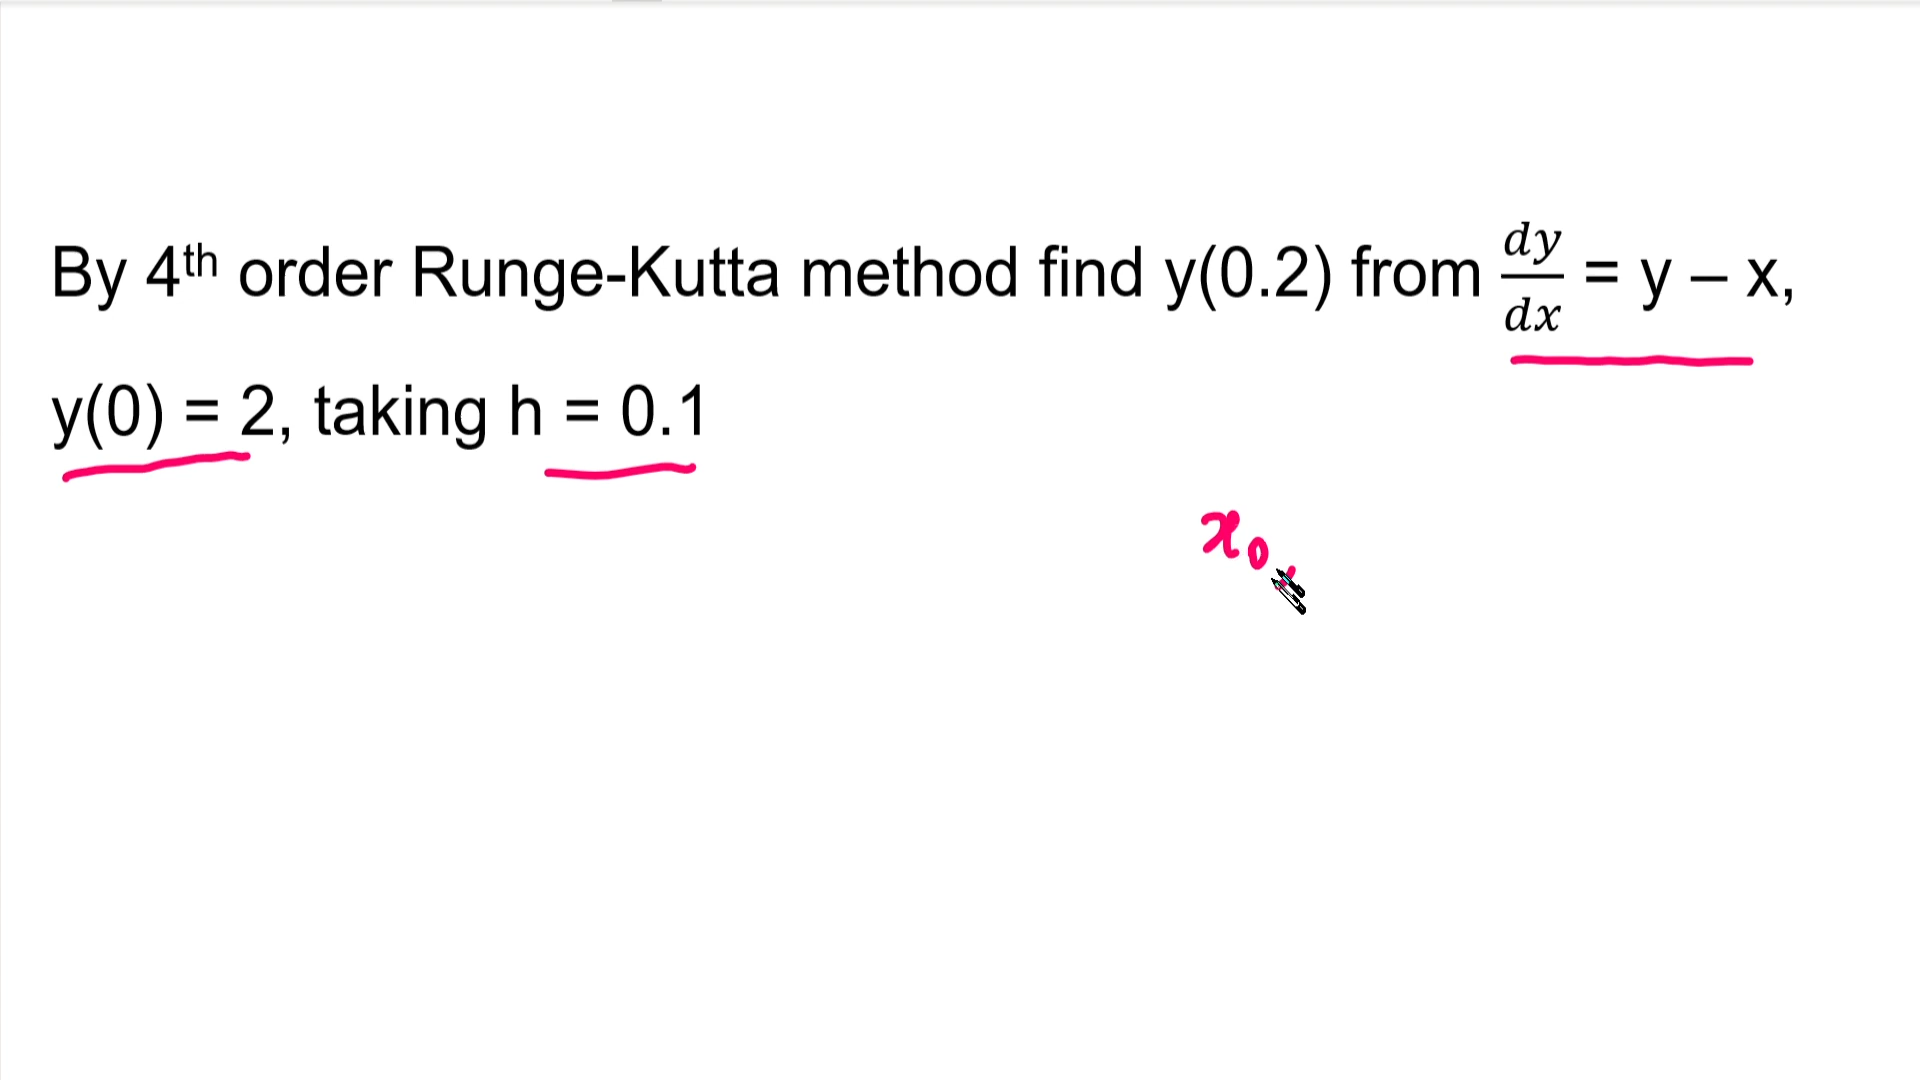 By 4th order Runge-Kutta method find y(0.2) from dy/dx = y – x,
y(0) = 2, taking h = 0.1
x0